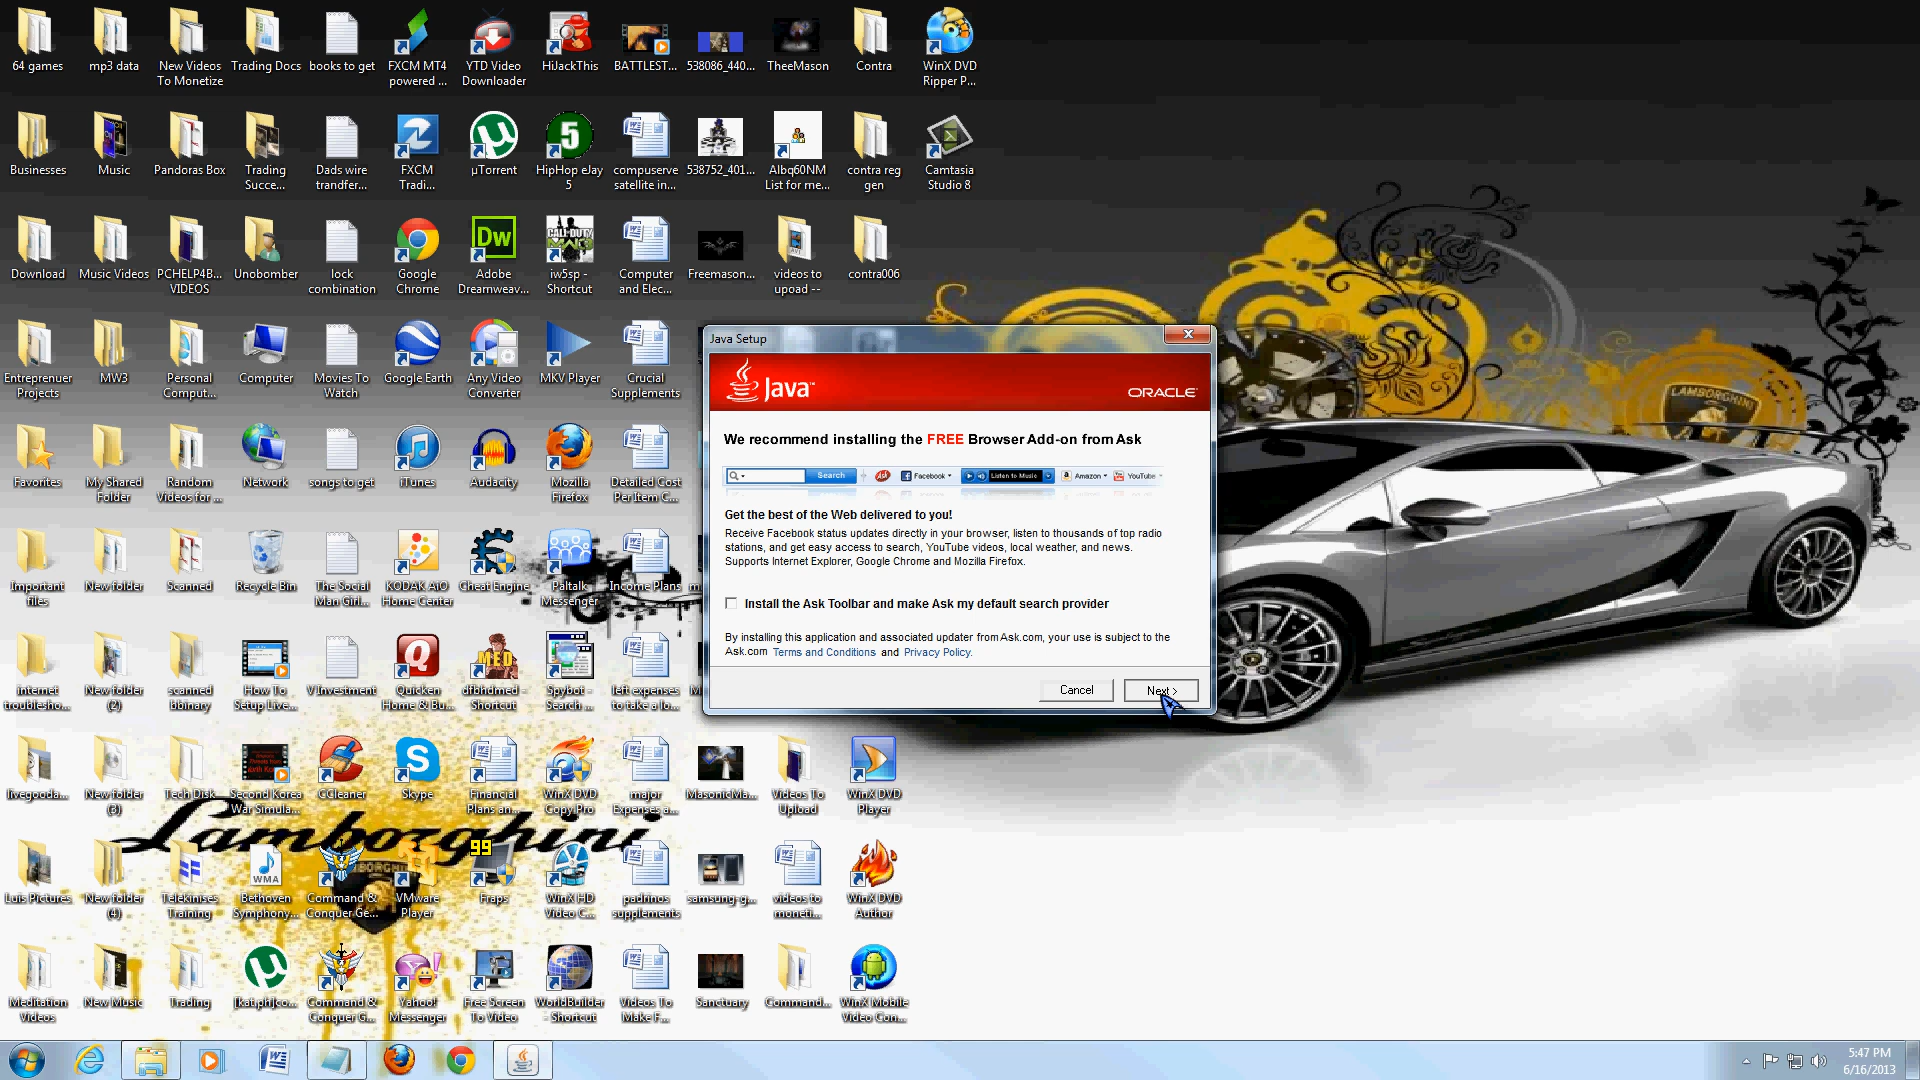 64 games
mp3 data
New Videos
To Monetize
Trading Docs
books to get
FXCM MT4
powered ...
YTD Video
Downloader
HiJackThis
BATTLEST...
538086_440...
TheeMason
Contra
WinX DVD
Ripper P...
Businesses
Music
Pandoras Box
Trading
Succe...
Dads wire
trandfer...
FXCM
Tradi...
µTorrent
HipHop eJay
5
compuserve
satellite in...
538752_401...
Albq60NM
List for me...
contra reg
gen
Camtasia
Studio 8
Download
Music Videos
PCHELP4B...
VIDEOS
Unobomber
lock
combination
Google
Chrome
Adobe
Dreamweav...
iw5sp -
Shortcut
Computer
and Elec...
Freemason...
videos to
upoad --
contra006
Entreprenuer
Projects
MW3
Personal
Comput...
Computer
Movies To
Watch
Google Earth
Any Video
Converter
MKV Player
Crucial
Supplements
Favorites
My Shared
Folder
Random
Videos for ...
Network
songs to get
iTunes
Audacity
Mozilla
Firefox
Detailed Cost
Per Item C...
Important
files
New folder
Scanned
Recycle Bin
The Social
Man Girl...
KODAK AiO
Home Center
Cheat Engine
Paltalk
Messenger
Income Plans
internet
troublesho...
New folder
(2)
scanned
bbinary
How To
Setup Live...
VInvestment
Quicken
Home & Bu...
dfbhdmed -
Shortcut
Spybot -
Search ...
left expenses
to take a lo...
livegooda...
New folder
(3)
Tech Disk
Second Korea
War Simula...
CCleaner
Skype
Financial
Plans an...
WinX DVD
Copy Pro
major
Expenses a...
MasonicMa...
Videos To
Upload
WinX DVD
Player
Lamborghini
Luis Pictures
New folder
(4)
Telekinises
Training
WMA
Bethoven
Symphony...
Command &
Conquer Ge...
VMware
Player
99
Fraps
WinX HD
Video C...
padrinos
supplements
samsung-g...
videos to
moneti...
WinX DVD
Author
Meditation
Videos
New Music
Trading
[kat.ph]co...
Command &
Conquer G...
Yahoo!
Messenger
Free Screen
To Video
WorldBuilder
- Shortcut
Videos To
Make F...
Sanctuary
Command...
WinX Mobile
Video Con...
Java Setup
Java™
ORACLE
We recommend installing the FREE Browser Add-on from Ask
Search Ask Facebook Listen to Music Amazon YouTube
Get the best of the Web delivered to you!
Receive Facebook status updates directly in your browser, listen to thousands of top radio
stations, and get easy access to search, YouTube videos, local weather, and news.
Supports Internet Explorer, Google Chrome and Mozilla Firefox.
Install the Ask Toolbar and make Ask my default search provider
By installing this application and associated updater from Ask.com, your use is subject to the
Ask.com Terms and Conditions and Privacy Policy.
Cancel
Next >
LAMBORGHINI
5:47 PM
6/16/2013